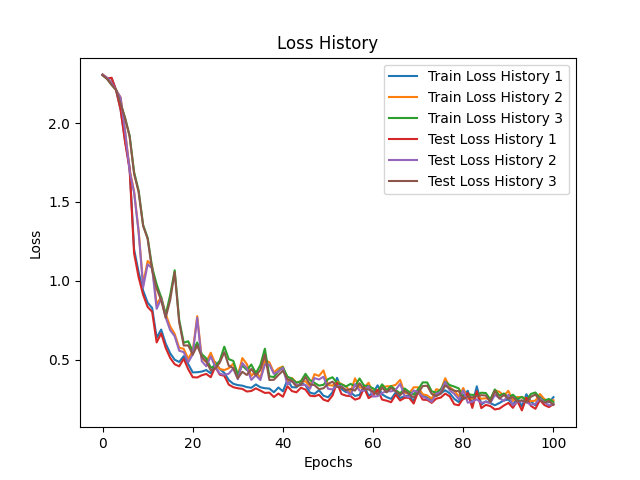 Loss History
Train Loss History 1
Train Loss History 2
Train Loss History 3
Test Loss History 1
Test Loss History 2
Test Loss History 3
Loss
2.0
1.5
1.0
0.5
0 20 40 60 80 100
Epochs